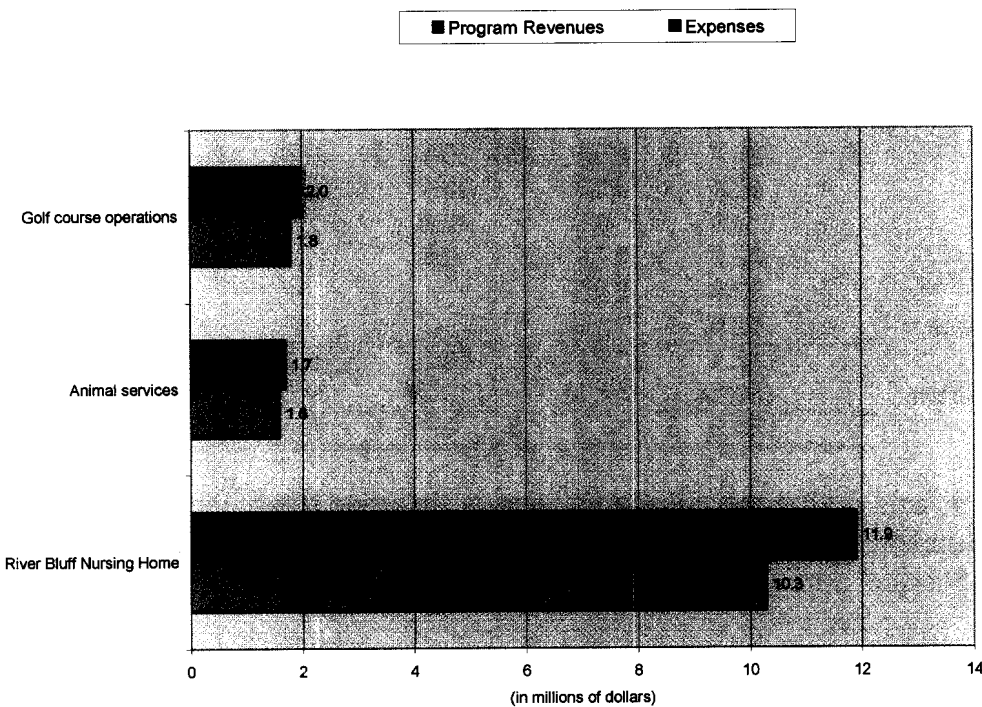 Program Revenues Expenses
Golf course operations
2.0
1.8
Animal services
1.7
1.6
River Bluff Nursing Home
11.9
10.3
0 2 4 6 8 10 12 14
(in millions of dollars)